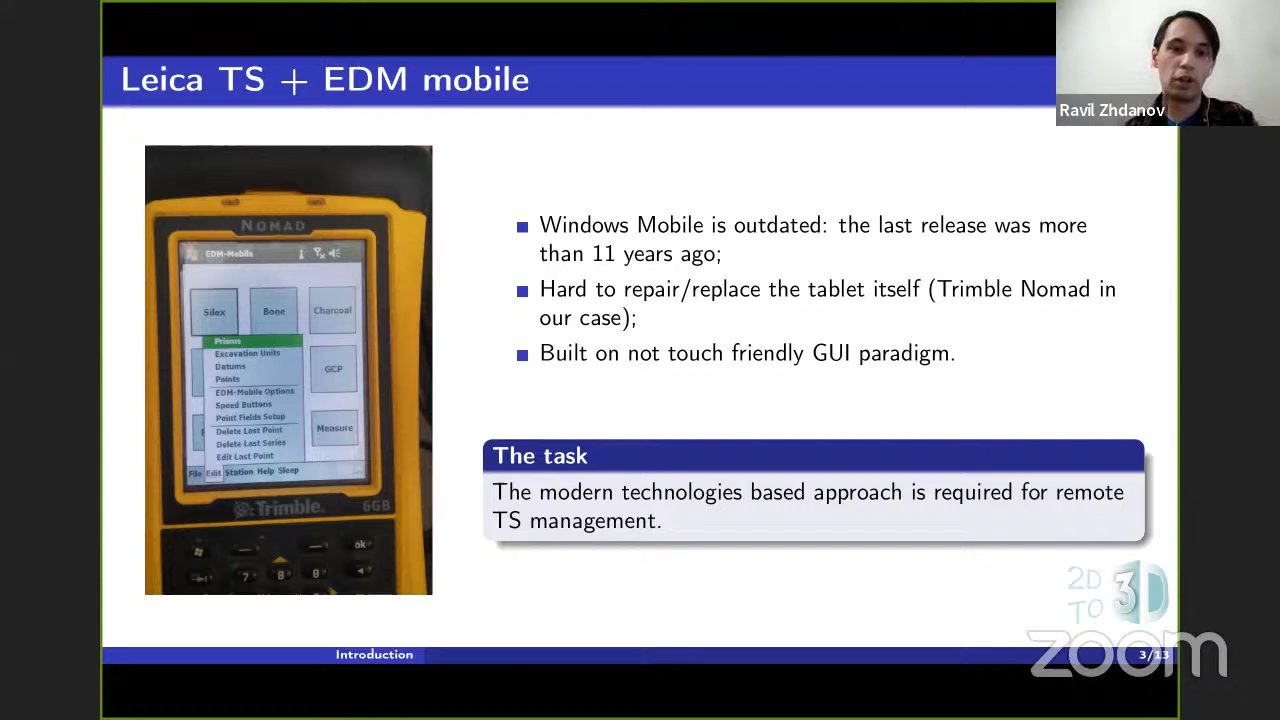 Leica TS + EDM mobile
Ravil Zhdanov
NOMAD
EDM-Mobile
Silex
Bone
Charcoal
Prisms
Excavation Units
Datums
Points
GCP
EDM-Mobile Options
Speed Buttons
Point Fields Setup
Delete Last Point
Measure
Delete Last Series
Edit Last Point
File Edit Station Help Sleep
Trimble.
6GB
ok
7
8
9
Windows Mobile is outdated: the last release was more
than 11 years ago;
Hard to repair/replace the tablet itself (Trimble Nomad in
our case);
Built on not touch friendly GUI paradigm.
The task
The modern technologies based approach is required for remote
TS management.
2D
TO
3D
zoom
Introduction
3/13